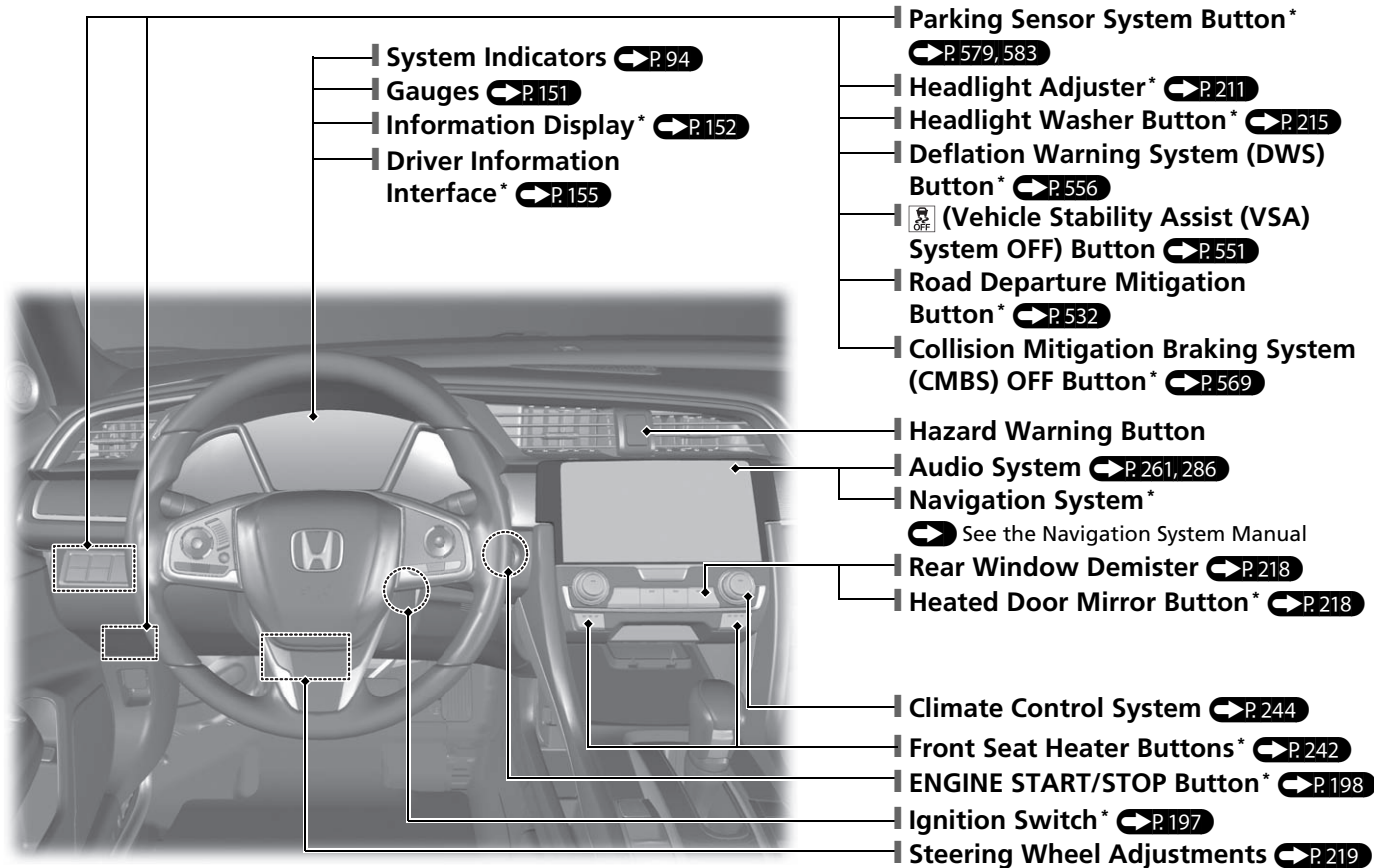 System Indicators P. 94
Gauges P. 151
Information Display* P. 152
Driver Information
Interface* P. 155
Parking Sensor System Button*
P. 579, 583
Headlight Adjuster* P. 211
Headlight Washer Button* P. 215
Deflation Warning System (DWS)
Button* P. 556
OFF (Vehicle Stability Assist (VSA)
System OFF) Button P. 551
Road Departure Mitigation
Button* P. 532
Collision Mitigation Braking System
(CMBS) OFF Button* P. 569
Hazard Warning Button
Audio System P. 261, 286
Navigation System*
See the Navigation System Manual
Rear Window Demister P. 218
Heated Door Mirror Button* P. 218
Climate Control System P. 244
Front Seat Heater Buttons* P. 242
ENGINE START/STOP Button* P. 198
Ignition Switch* P. 197
Steering Wheel Adjustments P. 219